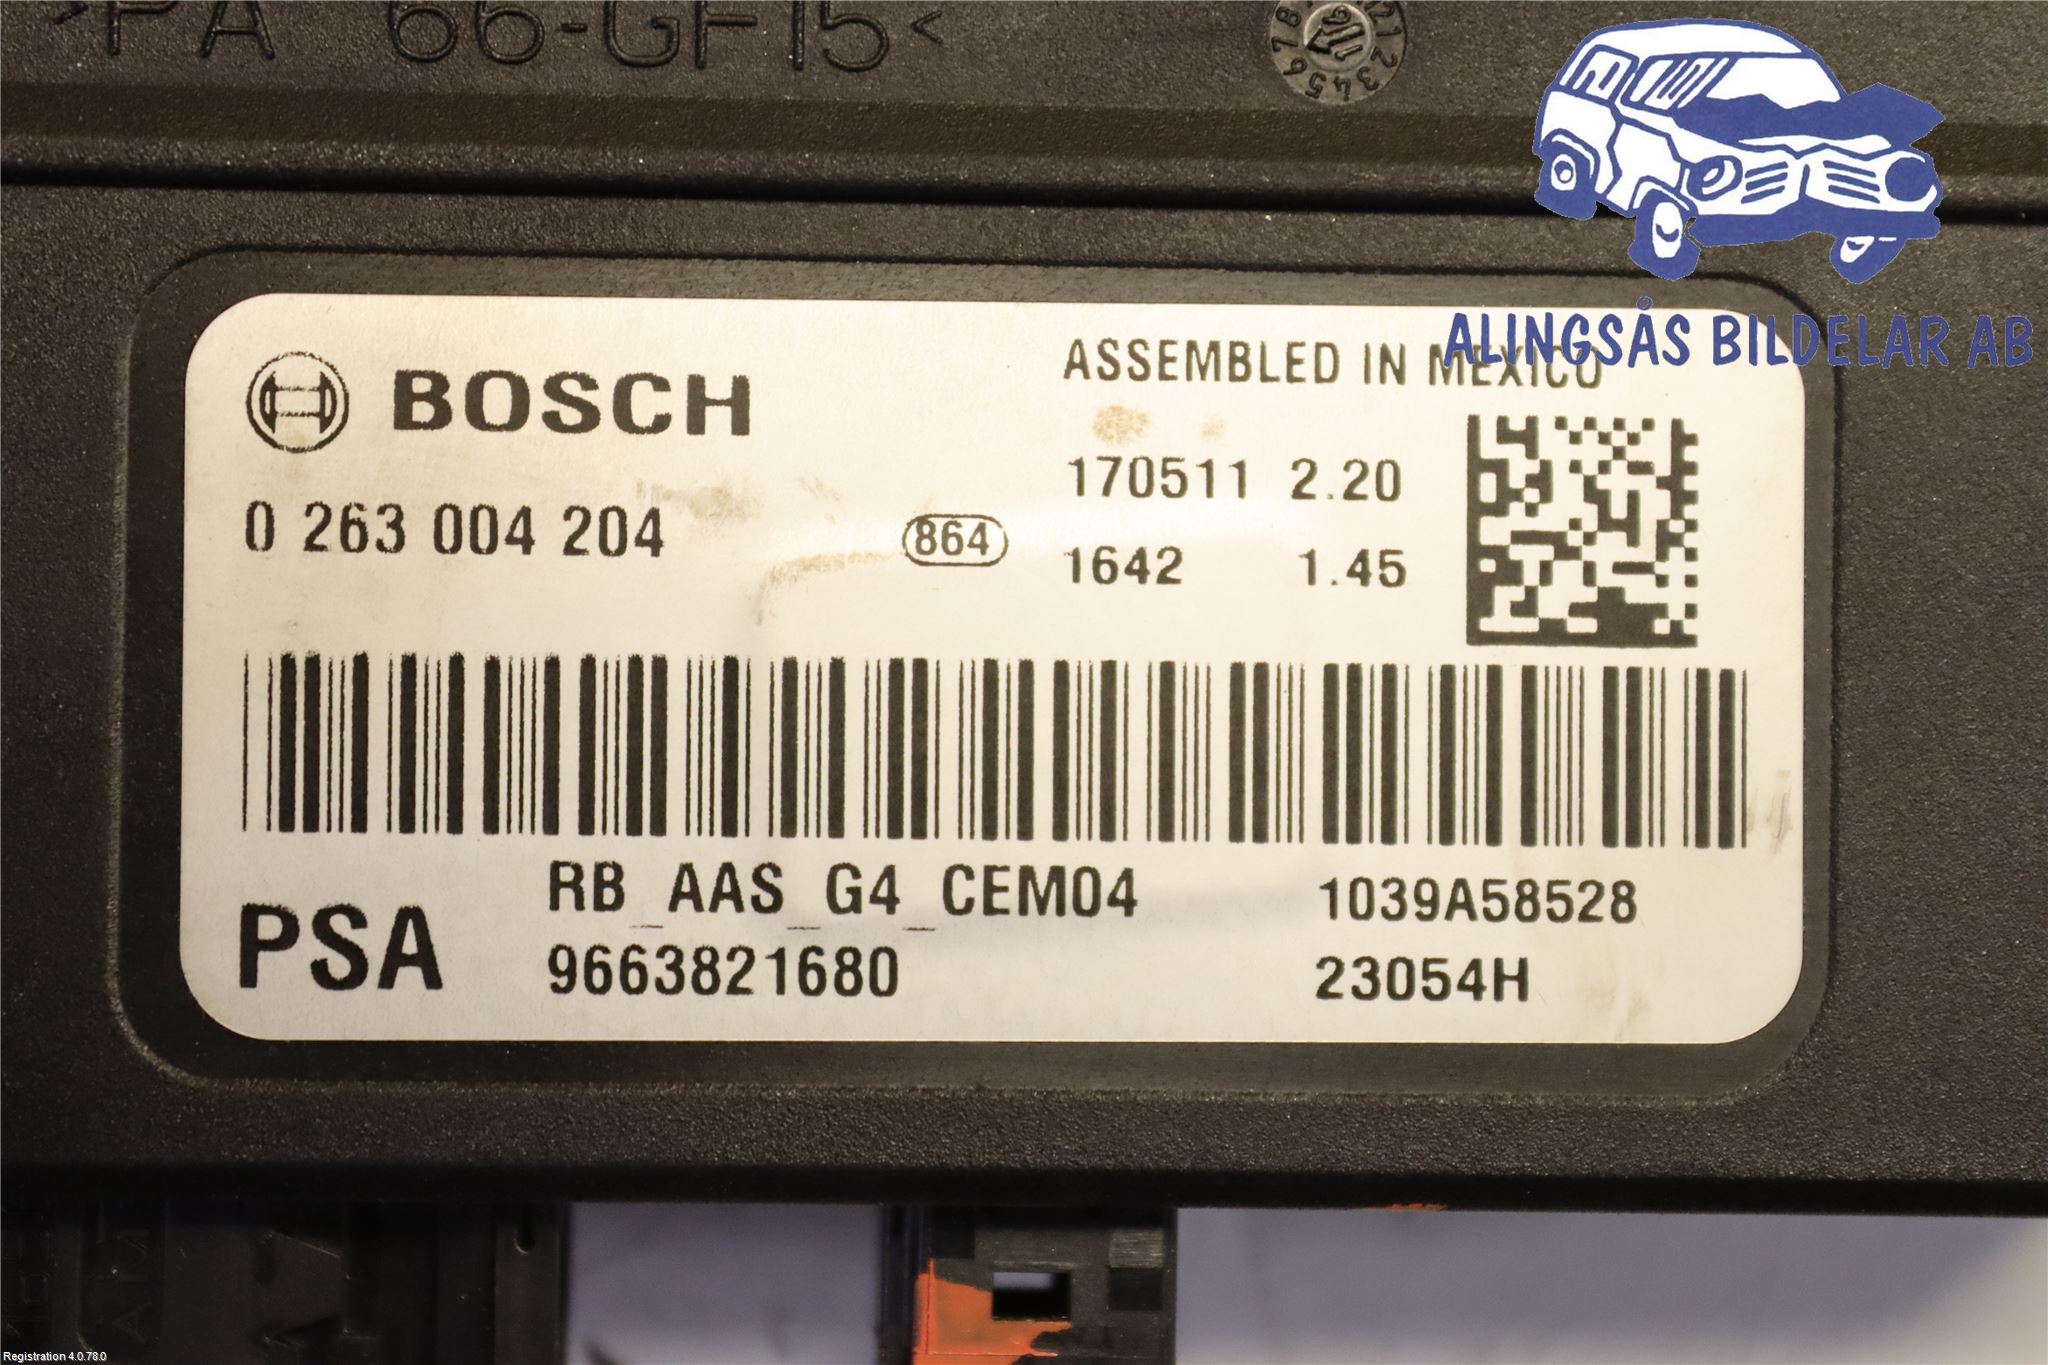 >PA 66-GF15<
ALINGSÅS BILDELAR AB
BOSCH
ASSEMBLED IN MEXICO
170511 2.20
0 263 004 204
864
1642 1.45
RB_AAS_G4_CEM04
1039A58528
PSA
9663821680
23054H
Registration 4.0.78.0